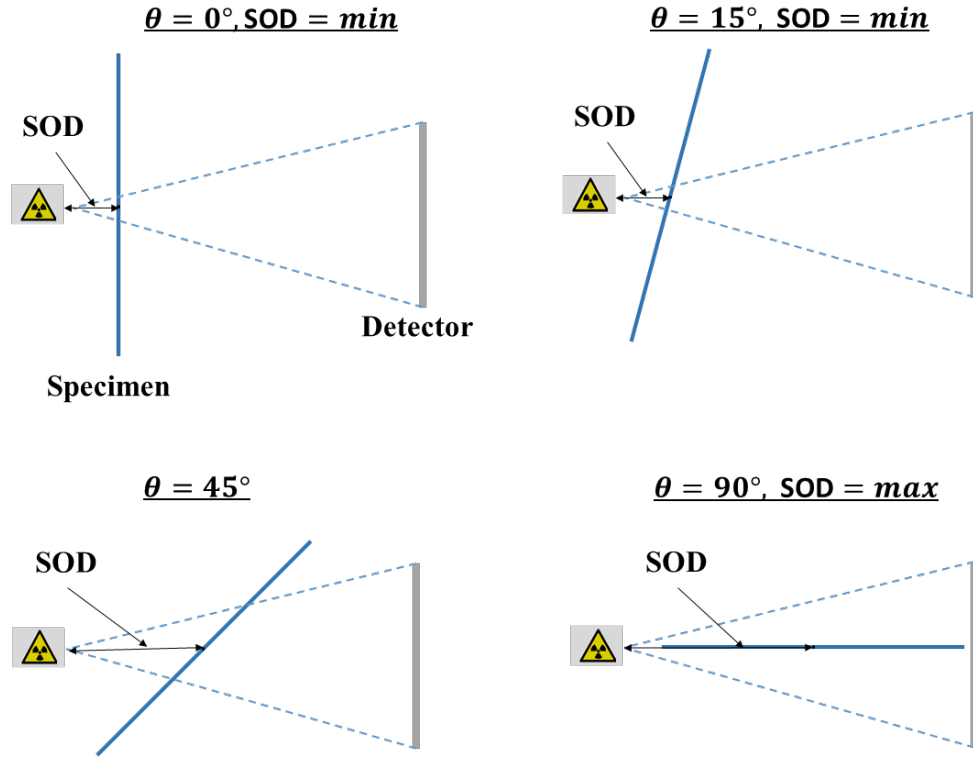 θ = 0°, SOD = min
SOD
Detector
Specimen
θ = 15°, SOD = min
SOD
θ = 45°
SOD
θ = 90°, SOD = max
SOD